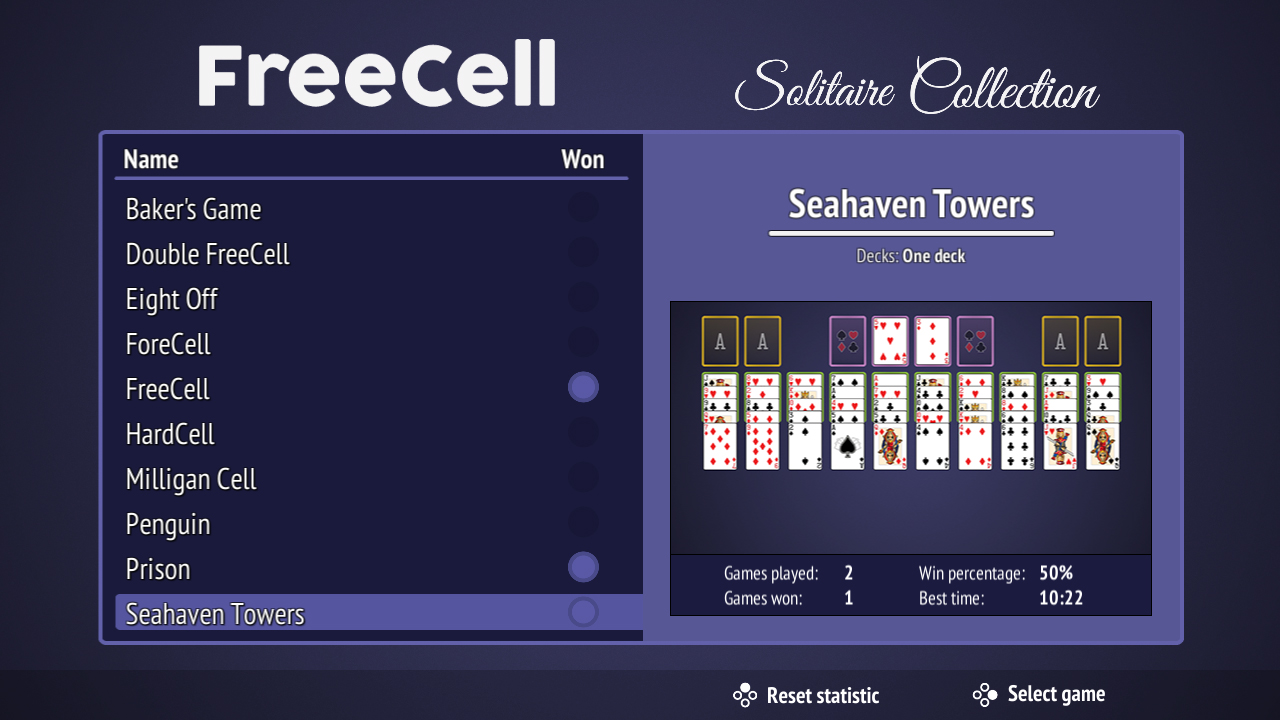 FreeCell
Solitaire Collection
Name Won
Baker's Game
Double FreeCell
Eight Off
ForeCell
FreeCell
HardCell
Milligan Cell
Penguin
Prison
Seahaven Towers
Seahaven Towers
Decks: One deck
A A A A
Games played: 2 Win percentage: 50%
Games won: 1 Best time: 10:22
Reset statistic Select game